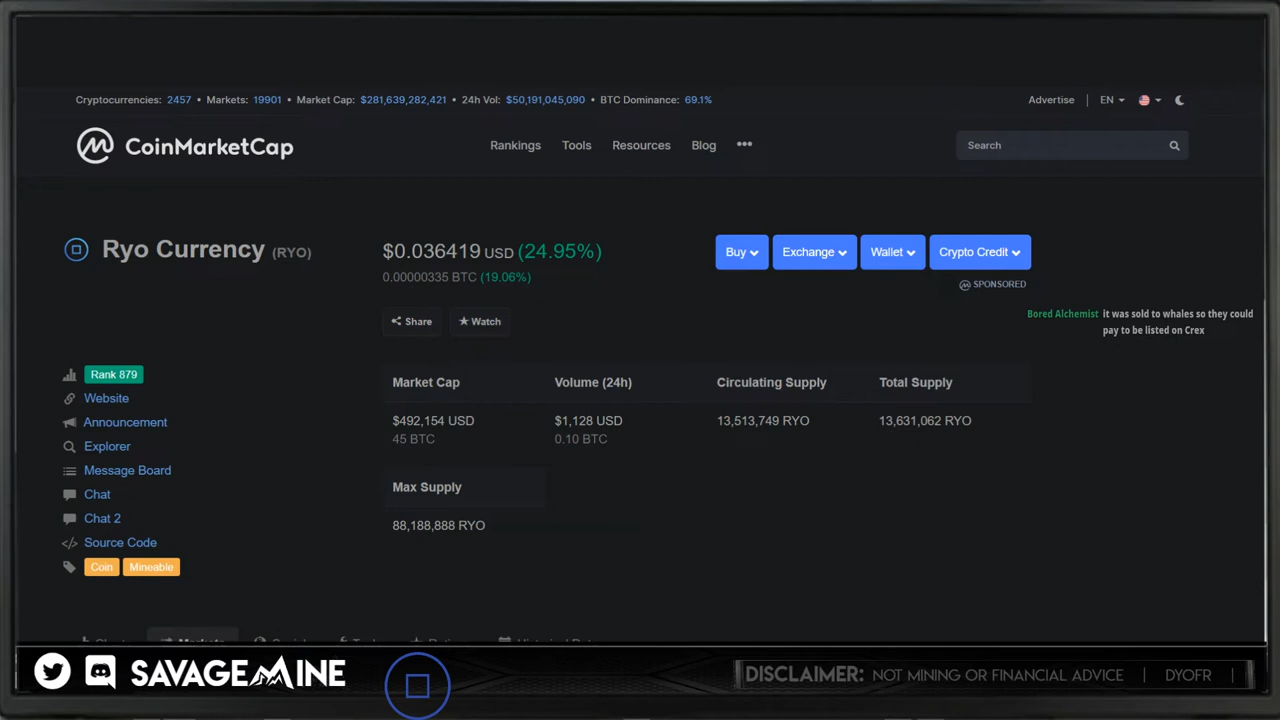 Cryptocurrencies: 2457 • Markets: 19901 • Market Cap: $281,639,282,421 • 24h Vol: $50,191,045,090 • BTC Dominance: 69.1%
Advertise | EN
CoinMarketCap
Rankings Tools Resources Blog •••
Search
Ryo Currency (RYO)
$0.036419 USD (24.95%)
0.00000335 BTC (19.06%)
Buy Exchange Wallet Crypto Credit
SPONSORED
Share Watch
Bored Alchemist it was sold to whales so they could
pay to be listed on Crex
Rank 879
Website
Announcement
Explorer
Message Board
Chat
Chat 2
Source Code
Coin Mineable
Market Cap Volume (24h) Circulating Supply Total Supply
$492,154 USD $1,128 USD 13,513,749 RYO 13,631,062 RYO
45 BTC 0.10 BTC
Max Supply
88,188,888 RYO
Markets
SAVAGEMINE
DISCLAIMER: NOT MINING OR FINANCIAL ADVICE | DYOFR |